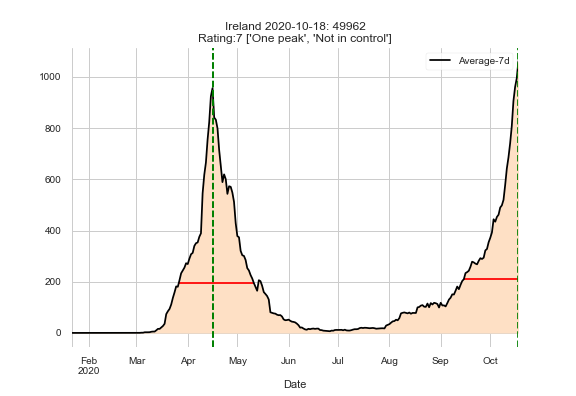 Ireland 2020-10-18: 49962
Rating:7 ['One peak', 'Not in control']
Average-7d
1000
800
600
400
200
0
Feb Mar Apr May Jun Jul Aug Sep Oct
2020
Date